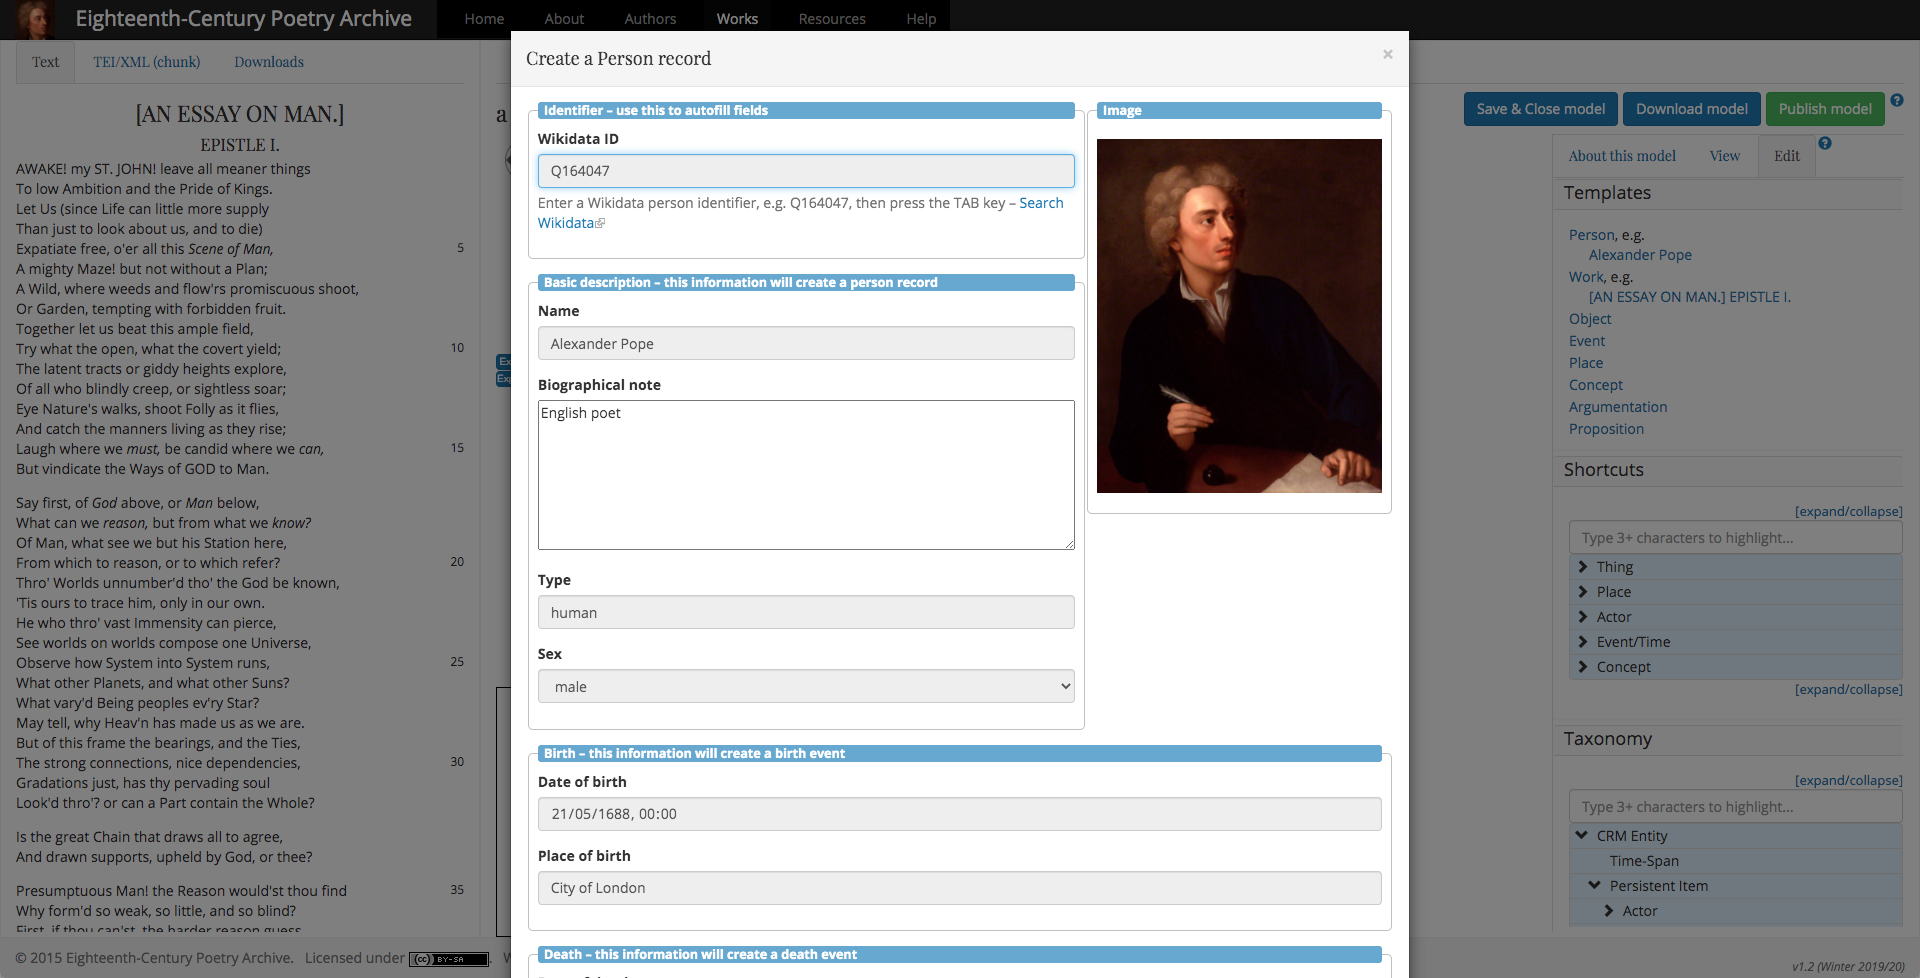 Eighteenth-Century Poetry Archive
Home About Authors Works Resources Help
Text TEI/XML (chunk) Downloads
[AN ESSAY ON MAN.]
EPISTLE I.
AWAKE! my ST. JOHN! leave all meaner things
To low Ambition and the Pride of Kings.
Let Us (since Life can little more supply
Than just to look about us, and to die)
Expatiate free, o'er all this Scene of Man, 5
A mighty Maze! but not without a Plan;
A Wild, where weeds and flow'rs promiscuous shoot,
Or Garden, tempting with forbidden fruit.
Together let us beat this ample field,
Try what the open, what the covert yield; 10
The latent tracts or giddy heights explore,
Of all who blindly creep, or sightless soar;
Eye Nature's walks, shoot Folly as it flies,
And catch the manners living as they rise;
Laugh where we must, be candid where we can, 15
But vindicate the Ways of GOD to Man.
Say first, of God above, or Man below,
What can we reason, but from what we know?
Of Man, what see we but his Station here,
From which to reason, or to which refer? 20
Thro' Worlds unnumber'd tho' the God be known,
'Tis ours to trace him, only in our own.
He who thro' vast Immensity can pierce,
See worlds on worlds compose one Universe,
Observe how System into System runs, 25
What other Planets, and what other Suns?
What vary'd Being peoples ev'ry Star?
May tell, why Heav'n has made us as we are.
But of this frame the bearings, and the Ties,
The strong connections, nice dependencies, 30
Gradations just, has thy pervading soul
Look'd thro'? or can a Part contain the Whole?
Is the great Chain that draws all to agree,
And drawn supports, upheld by God, or thee?
Presumptuous Man! the Reason would'st thou find 35
Why form'd so weak, so little, and so blind?
First, if thou can'st, the harder reason guess
© 2015 Eighteenth-Century Poetry Archive. Licensed under CC BY-SA.
Create a Person record ×
Identifier – use this to autofill fields
Wikidata ID
Q164047
Enter a Wikidata person identifier, e.g. Q164047, then press the TAB key – Search
Wikidata
Basic description – this information will create a person record
Name
Alexander Pope
Biographical note
English poet
Type
human
Sex
male
Image
Birth – this information will create a birth event
Date of birth
21/05/1688, 00:00
Place of birth
City of London
Death – this information will create a death event
Save & Close model Download model Publish model ?
About this model View Edit ?
Templates
Person, e.g.
Alexander Pope
Work, e.g.
[AN ESSAY ON MAN.] EPISTLE I.
Object
Event
Place
Concept
Argumentation
Proposition
Shortcuts
[expand/collapse]
Type 3+ characters to highlight...
Thing
Place
Actor
Event/Time
Concept
[expand/collapse]
Taxonomy
[expand/collapse]
Type 3+ characters to highlight...
CRM Entity
Time-Span
Persistent Item
Actor
v1.2 (Winter 2019/20)